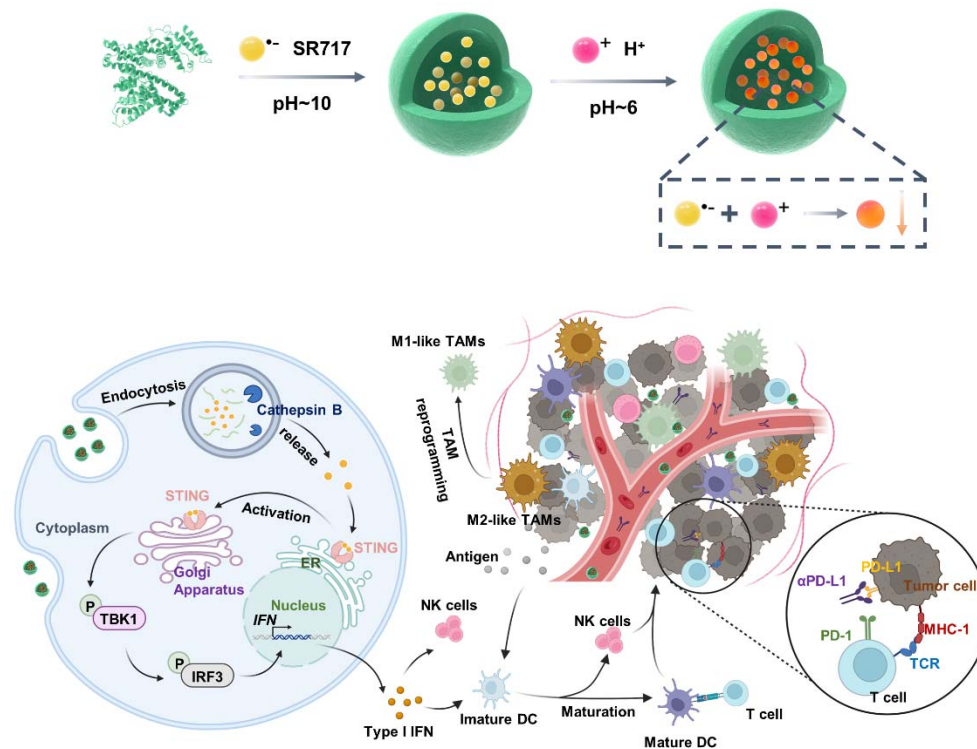 •- SR717
pH~10
+ H⁺
pH~6
•- + +
M1-like TAMs
TAM
reprogramming
M2-like TAMs
Antigen
Endocytosis
Cathepsin B
release
STING
Activation
Cytoplasm
STING
ER
Golgi
Apparatus
Nucleus
IFN
P
TBK1
P
IRF3
NK cells
Type I IFN
Imature DC
NK cells
Maturation
Mature DC
T cell
PD-L1
αPD-L1
Tumor cell
PD-1
MHC-1
TCR
T cell